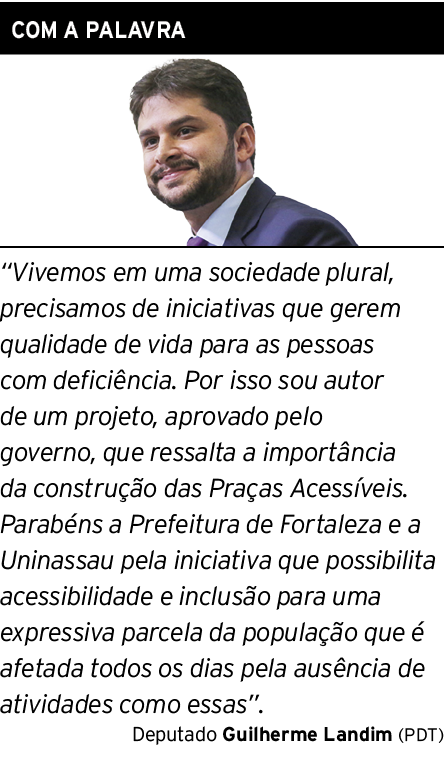 COM A PALAVRA
“Vivemos em uma sociedade plural,
precisamos de iniciativas que gerem
qualidade de vida para as pessoas
com deficiência. Por isso sou autor
de um projeto, aprovado pelo
governo, que ressalta a importância
da construção das Praças Acessíveis.
Parabéns a Prefeitura de Fortaleza e a
Uninassau pela iniciativa que possibilita
acessibilidade e inclusão para uma
expressiva parcela da população que é
afetada todos os dias pela ausência de
atividades como essas”.
Deputado Guilherme Landim (PDT)